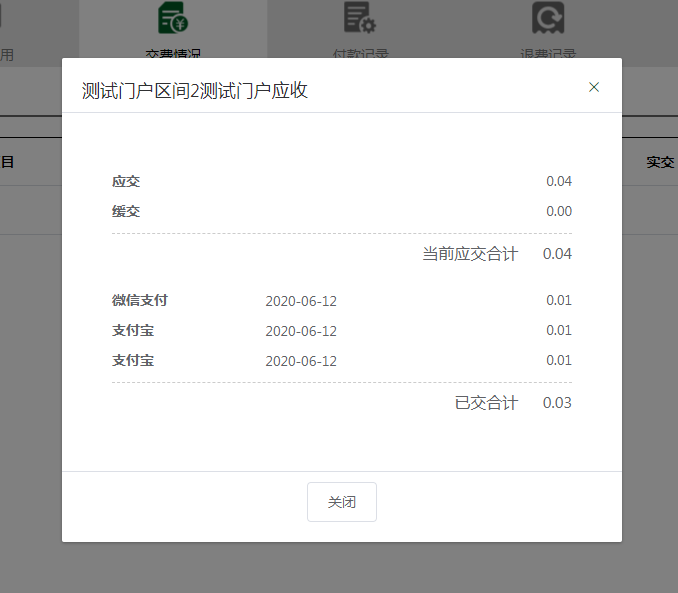 用
交费情况
付款记录
退费记录
测试门户区间2测试门户应收
目
实交
应交 0.04
缓交 0.00
当前应交合计 0.04
微信支付 2020-06-12 0.01
支付宝 2020-06-12 0.01
支付宝 2020-06-12 0.01
已交合计 0.03
关闭